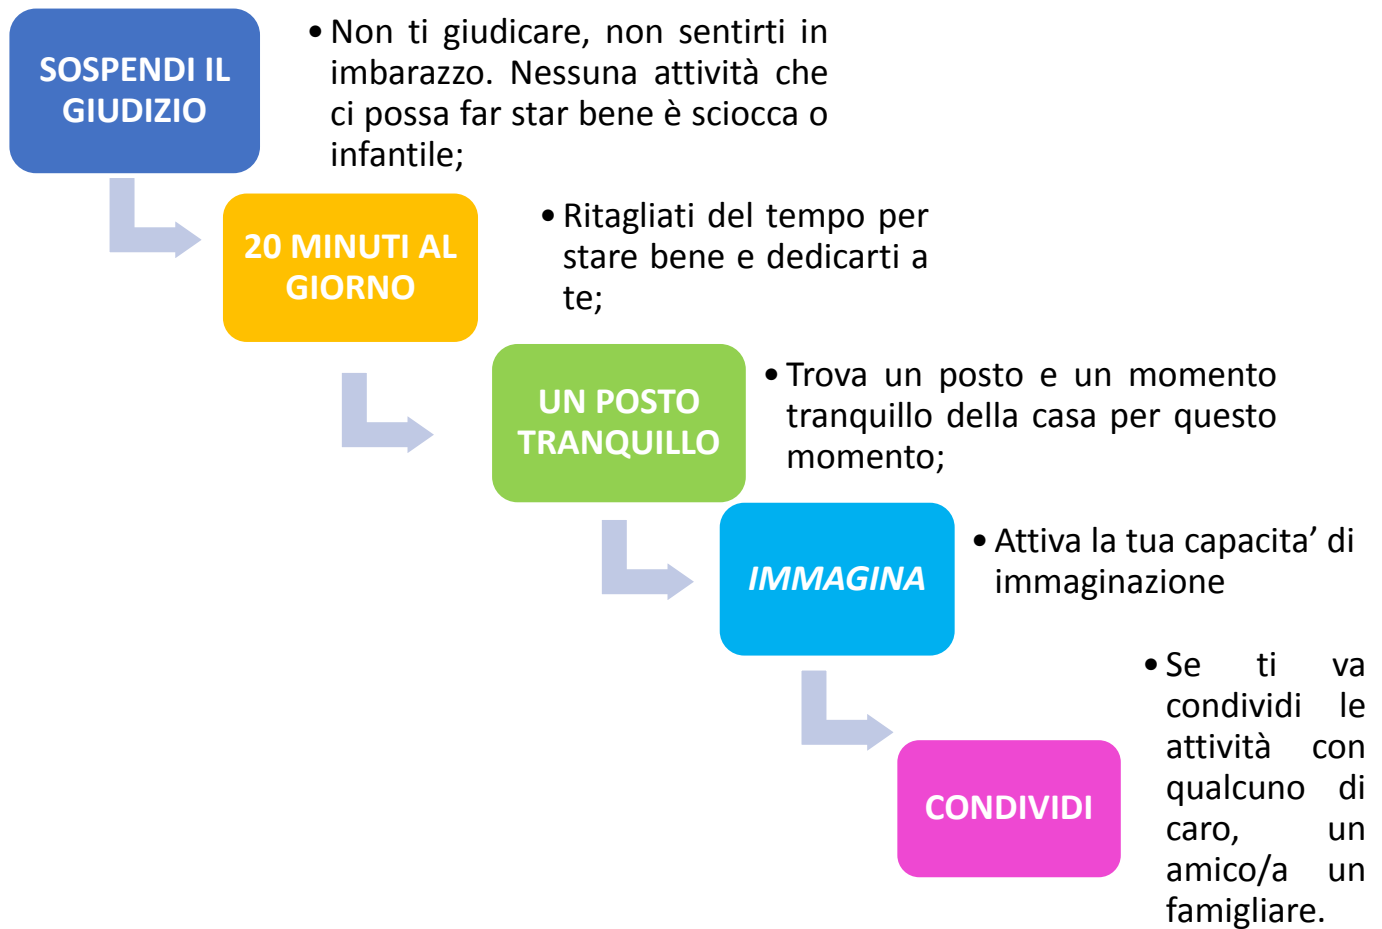 SOSPENDI IL
GIUDIZIO
• Non ti giudicare, non sentirti in
imbarazzo. Nessuna attività che
ci possa far star bene è sciocca o
infantile;
20 MINUTI AL
GIORNO
• Ritagliati del tempo per
stare bene e dedicarti a
te;
UN POSTO
TRANQUILLO
• Trova un posto e un momento
tranquillo della casa per questo
momento;
IMMAGINA
• Attiva la tua capacita’ di
immaginazione
CONDIVIDI
• Se ti va
condividi le
attività con
qualcuno di
caro, un
amico/a un
famigliare.